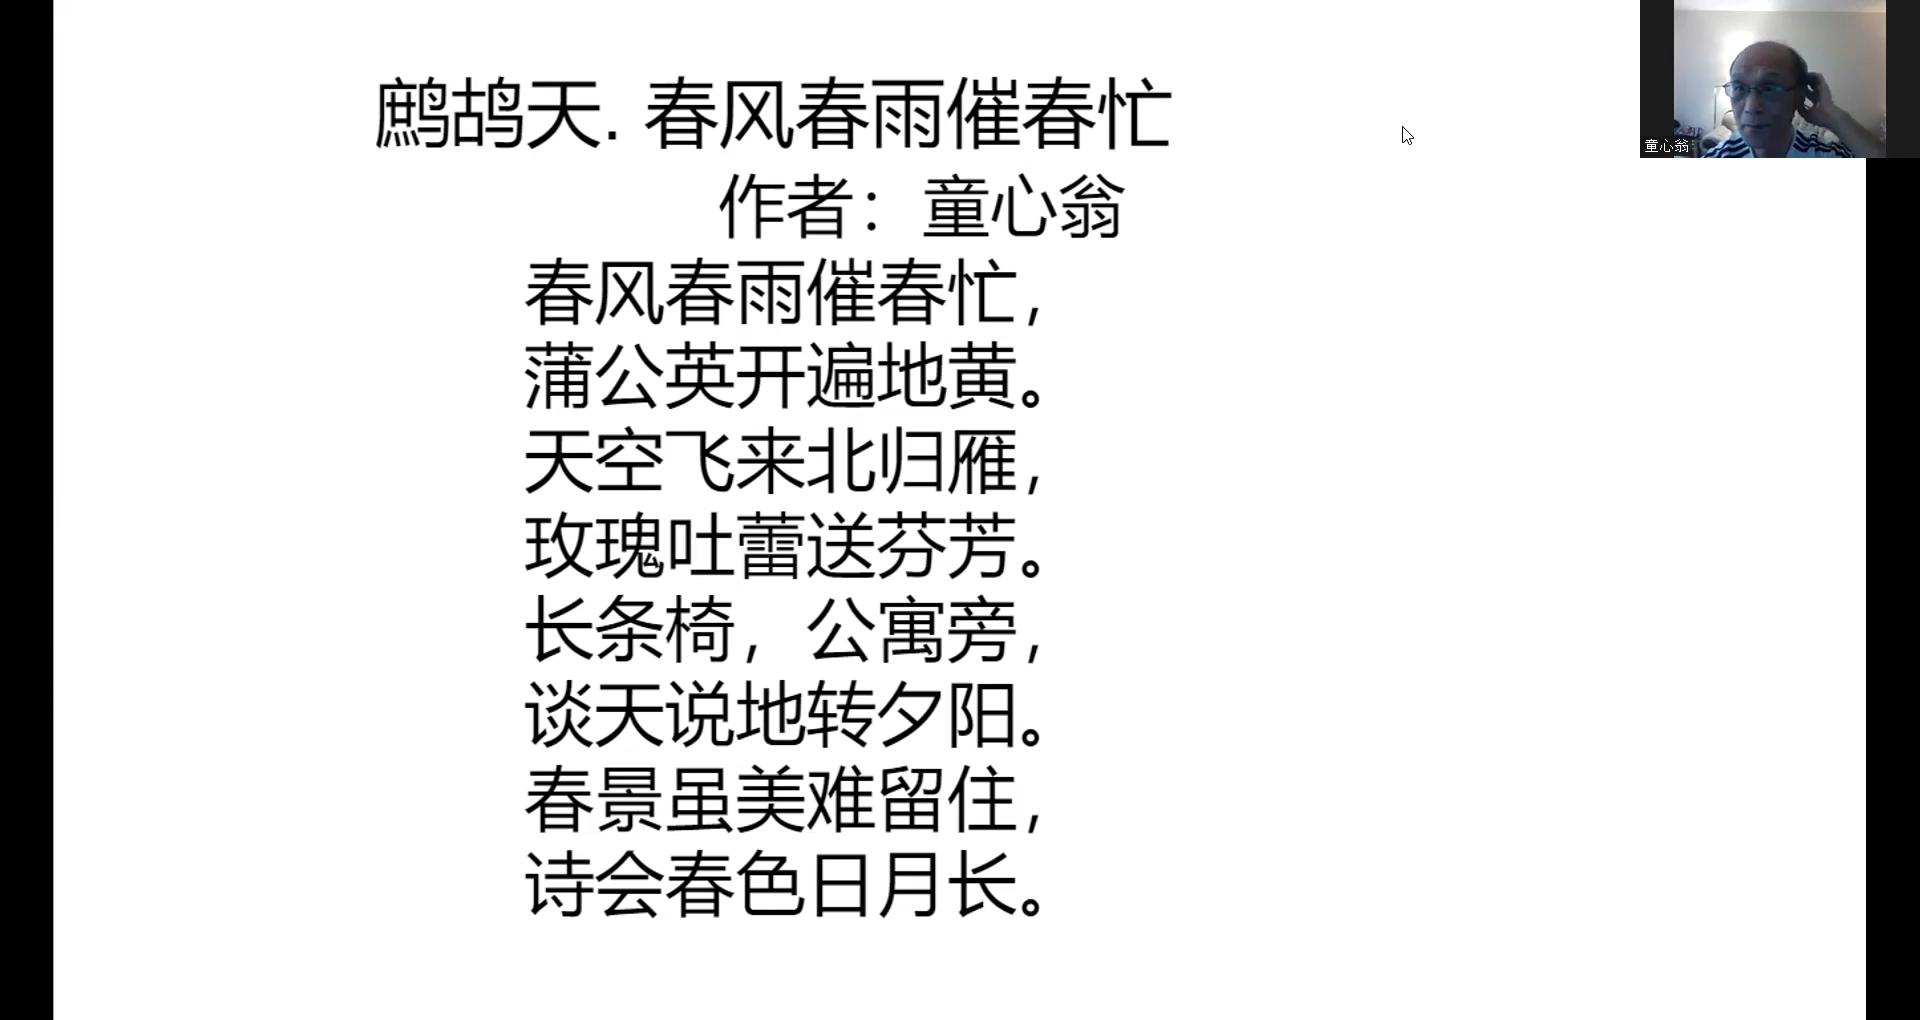 鹧鸪天. 春风春雨催春忙
作者：童心翁
春风春雨催春忙，
蒲公英开遍地黄。
天空飞来北归雁，
玫瑰吐蕾送芬芳。
长条椅，公寓旁，
谈天说地转夕阳。
春景虽美难留住，
诗会春色日月长。
童心翁